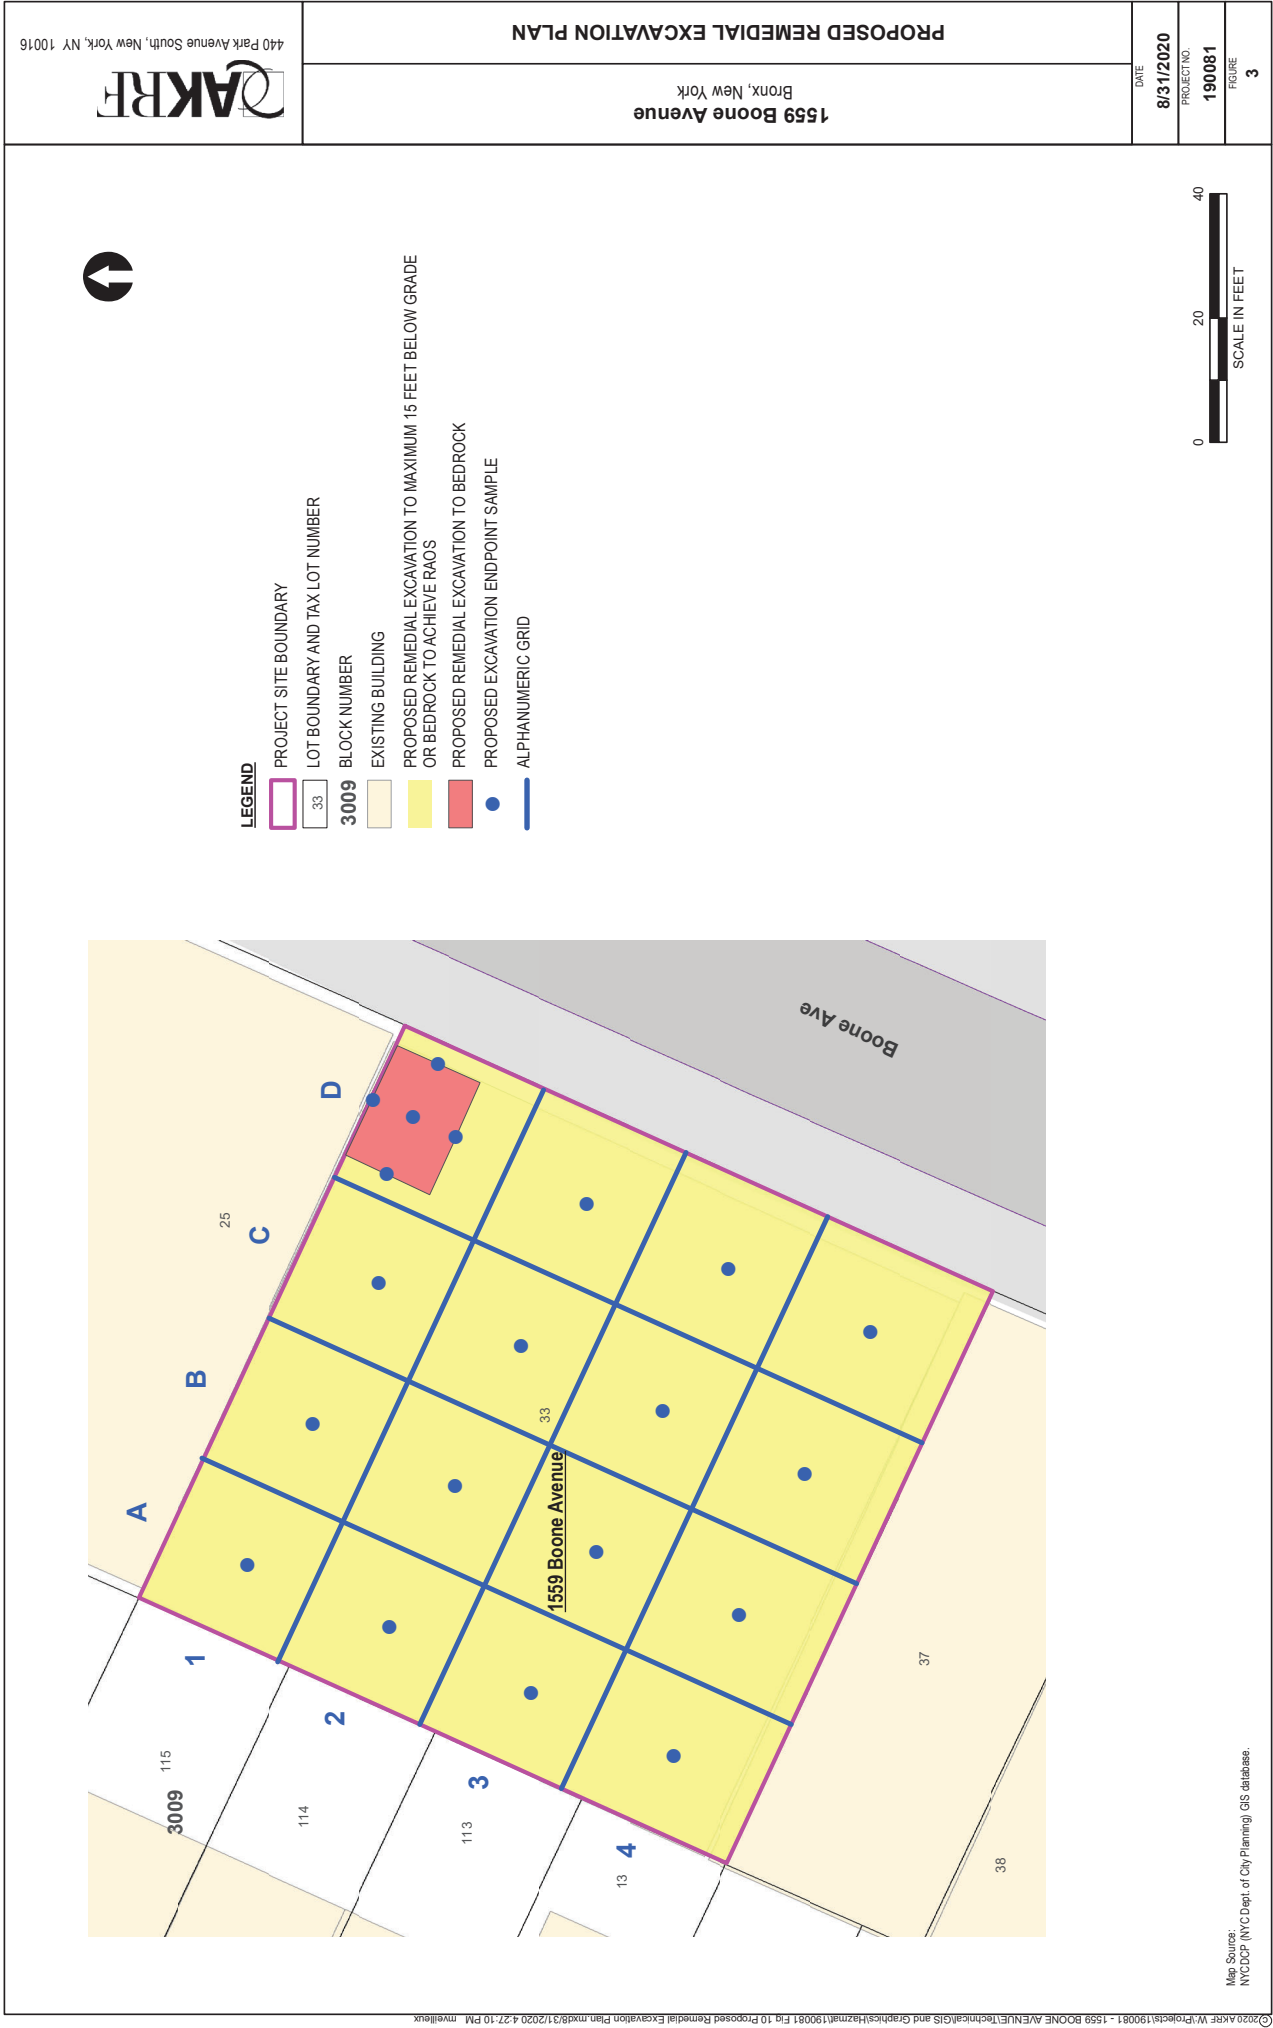 440 Park Avenue South, New York, NY 10016
AKRF
1559 Boone Avenue
Bronx, New York
PROPOSED REMEDIAL EXCAVATION PLAN
DATE
8/31/2020
PROJECT NO.
190081
FIGURE
3
LEGEND
PROJECT SITE BOUNDARY
33
LOT BOUNDARY AND TAX LOT NUMBER
3009
BLOCK NUMBER
EXISTING BUILDING
PROPOSED REMEDIAL EXCAVATION TO MAXIMUM 15 FEET BELOW GRADE
OR BEDROCK TO ACHIEVE RAOS
PROPOSED REMEDIAL EXCAVATION TO BEDROCK
PROPOSED EXCAVATION ENDPOINT SAMPLE
ALPHANUMERIC GRID
0 20 40
SCALE IN FEET
A
B
C
D
1
2
3
4
25
33
1559 Boone Avenue
Boone Ave
115
3009
114
113
13
37
38
Map Source:
NYCDCP (NYC Dept. of City Planning) GIS database.
©2020 AKRF W:\Projects\190081 - 1559 BOONE AVENUE\Technical\GIS and Graphics\Hazmat\190081 Fig 10 Proposed Remedial Excavation Plan.mxd8/31/2020 4:27:10 PM mveilleux